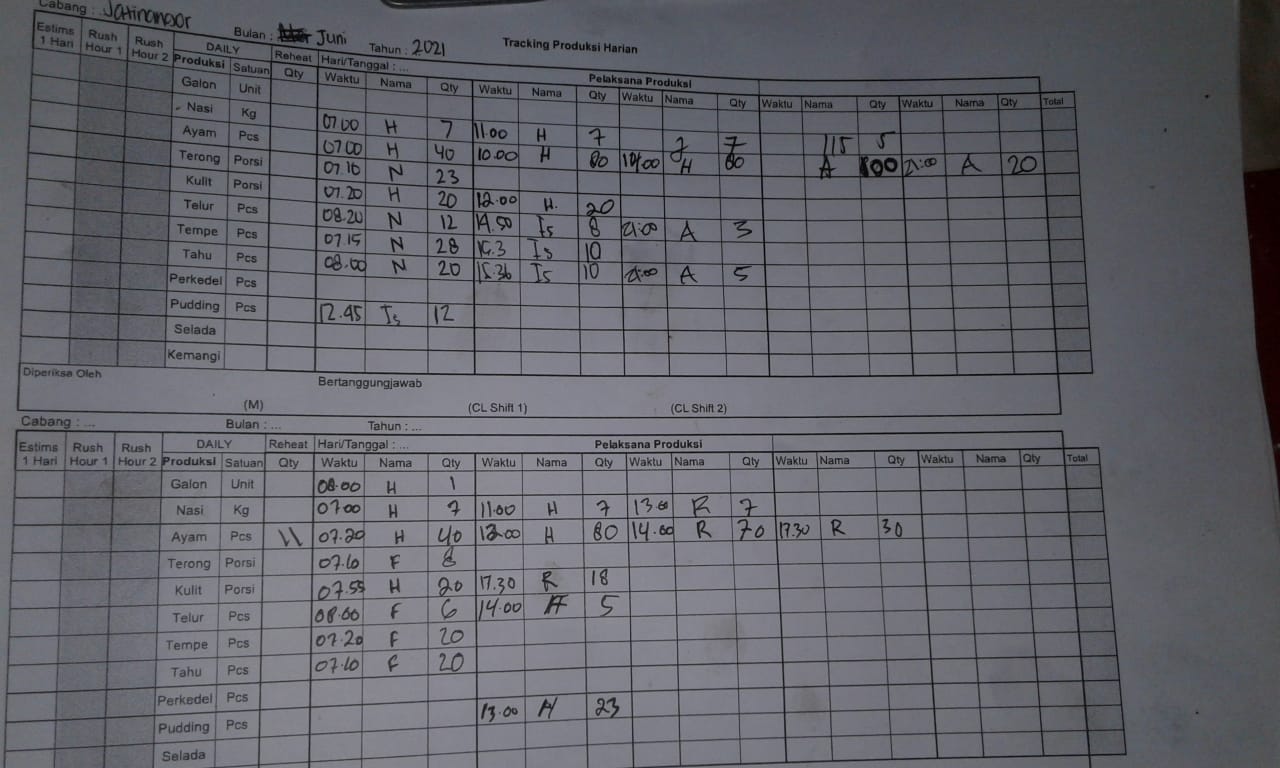 Cabang : Jatinangor Bulan : Juni Tahun : 2021 Tracking Produksi Harian
Estims 1 Hari Rush Hour 1 Rush Hour 2 DAILY Reheat Hari/Tanggal : ... Pelaksana Produksi
Produksi Satuan Qty Waktu Nama Qty Waktu Nama Qty Waktu Nama Qty Waktu Nama Qty Waktu Nama Qty Total
Galon Unit
Nasi Kg 07.00 H 7 11.00 H 7 7 115 5
Ayam Pcs 07.00 H 40 10.00 H 80 H 80 A 100 21:00 A 20
Terong Porsi 07.10 N 23
Kulit Porsi 07.20 H 20 12.00 H. 20
Telur Pcs 08.20 N 12 14.50 Is 8 21:00 A 3
Tempe Pcs 07.15 N 28 Is 10
Tahu Pcs 08.00 N 20 15.36 Is 10 21:00 A 5
Perkedel Pcs
Pudding Pcs 12.45 Is 12
Selada
Kemangi
Diperiksa Oleh Bertanggungjawab
(M) (CL Shift 1) (CL Shift 2)
Cabang : ... Bulan : ... Tahun : ...
Estims 1 Hari Rush Hour 1 Rush Hour 2 DAILY Reheat Hari/Tanggal : ... Pelaksana Produksi
Produksi Satuan Qty Waktu Nama Qty Waktu Nama Qty Waktu Nama Qty Waktu Nama Qty Waktu Nama Qty Total
Galon Unit 08.00 H 1
Nasi Kg 07.00 H 7 11.00 H 7 13.00 R 7
Ayam Pcs 11 07.20 H 40 H 80 14.00 R 70 17.30 R 30
Terong Porsi 07.10 F 8
Kulit Porsi 07.55 H 20 17.30 R 18
Telur Pcs 08.00 F 6 14.00 5
Tempe Pcs 07.20 F 20
Tahu Pcs 07.10 F 20
Perkedel Pcs
Pudding Pcs 13.00 H 23
Selada